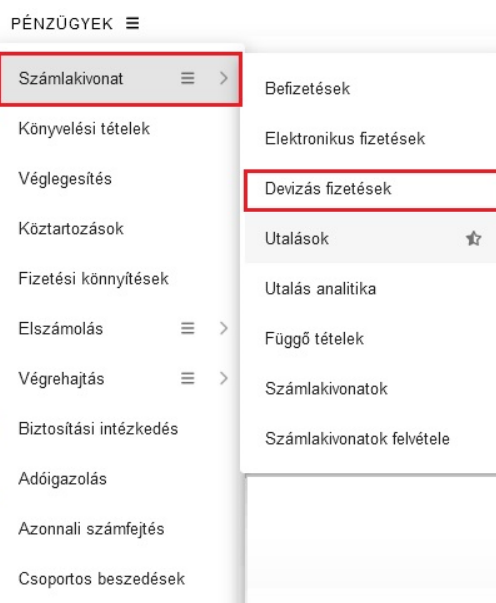 PÉNZÜGYEK
Számlakivonat
Könyvelési tételek
Véglegesítés
Köztartozások
Fizetési könnyítések
Elszámolás
Végrehajtás
Biztosítási intézkedés
Adóigazolás
Azonnali számfejtés
Csoportos beszedések
Befizetések
Elektronikus fizetések
Devizás fizetések
Utalások
Utalás analitika
Függő tételek
Számlakivonatok
Számlakivonatok felvétele